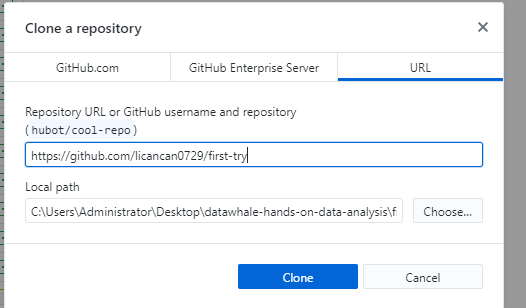 Clone a repository
GitHub.com
GitHub Enterprise Server
URL
Repository URL or GitHub username and repository
(hubot/cool-repo)
https://github.com/licancan0729/first-try
Local path
C:\Users\Administrator\Desktop\datawhale-hands-on-data-analysis\f
Choose...
Clone
Cancel